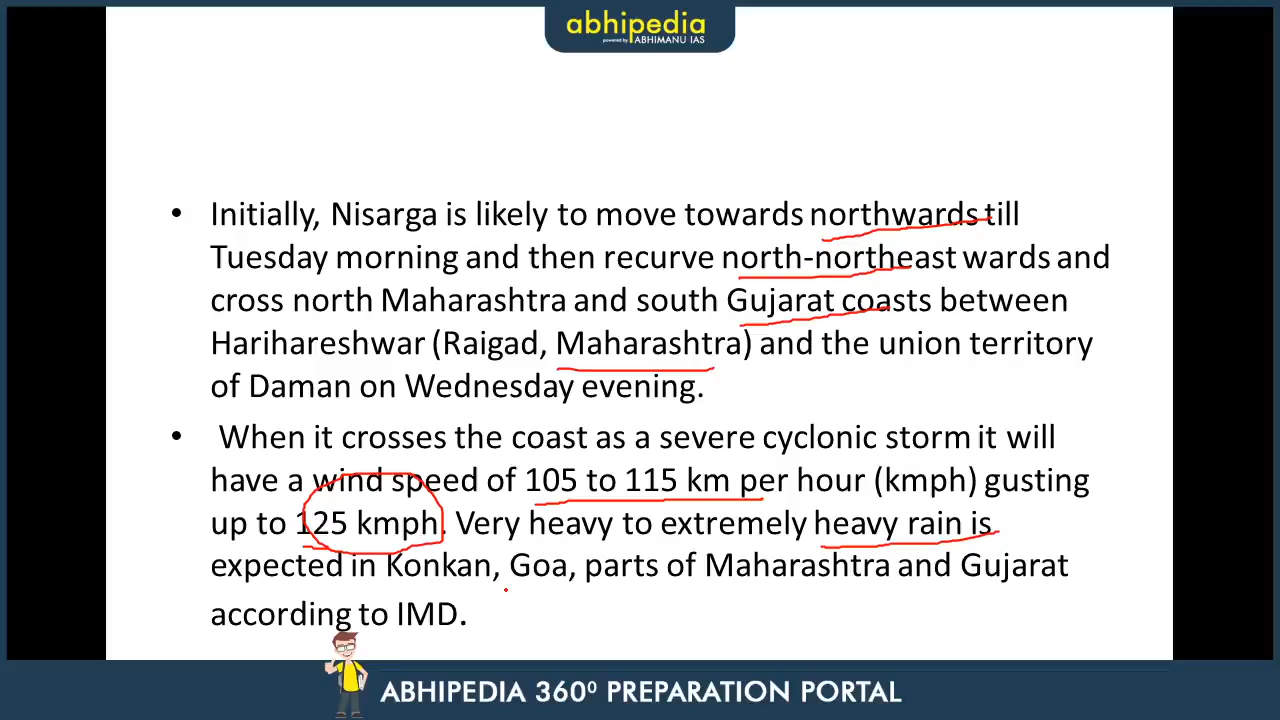 abhipedia
powered by ABHIMANU IAS
• Initially, Nisarga is likely to move towards northwards till
Tuesday morning and then recurve north-northeast wards and
cross north Maharashtra and south Gujarat coasts between
Harihareshwar (Raigad, Maharashtra) and the union territory
of Daman on Wednesday evening.
• When it crosses the coast as a severe cyclonic storm it will
have a wind speed of 105 to 115 km per hour (kmph) gusting
up to 125 kmph. Very heavy to extremely heavy rain is
expected in Konkan, Goa, parts of Maharashtra and Gujarat
according to IMD.
ABHIPEDIA 360⁰ PREPARATION PORTAL